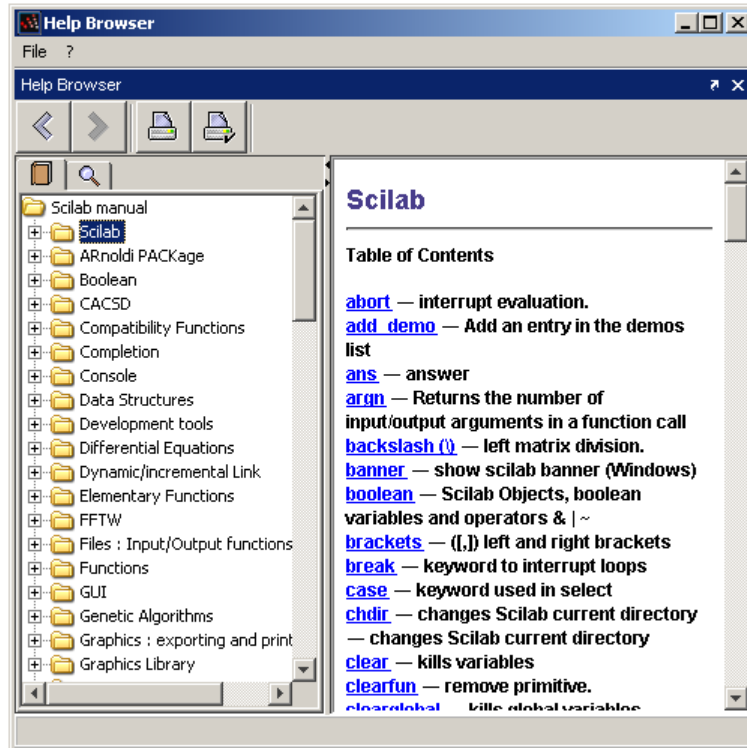 Help Browser
File ?
Help Browser
Scilab manual
Scilab
ARnoldi PACKage
Boolean
CACSD
Compatibility Functions
Completion
Console
Data Structures
Development tools
Differential Equations
Dynamic/incremental Link
Elementary Functions
FFTW
Files : Input/Output functions
Functions
GUI
Genetic Algorithms
Graphics : exporting and print
Graphics Library
Scilab
Table of Contents
abort — interrupt evaluation.
add_demo — Add an entry in the demos
list
ans — answer
argn — Returns the number of
input/output arguments in a function call
backslash (\) — left matrix division.
banner — show scilab banner (Windows)
boolean — Scilab Objects, boolean
variables and operators & | ~
brackets — ([,]) left and right brackets
break — keyword to interrupt loops
case — keyword used in select
chdir — changes Scilab current directory
— changes Scilab current directory
clear — kills variables
clearfun — remove primitive.
clearglobal — kills global variables